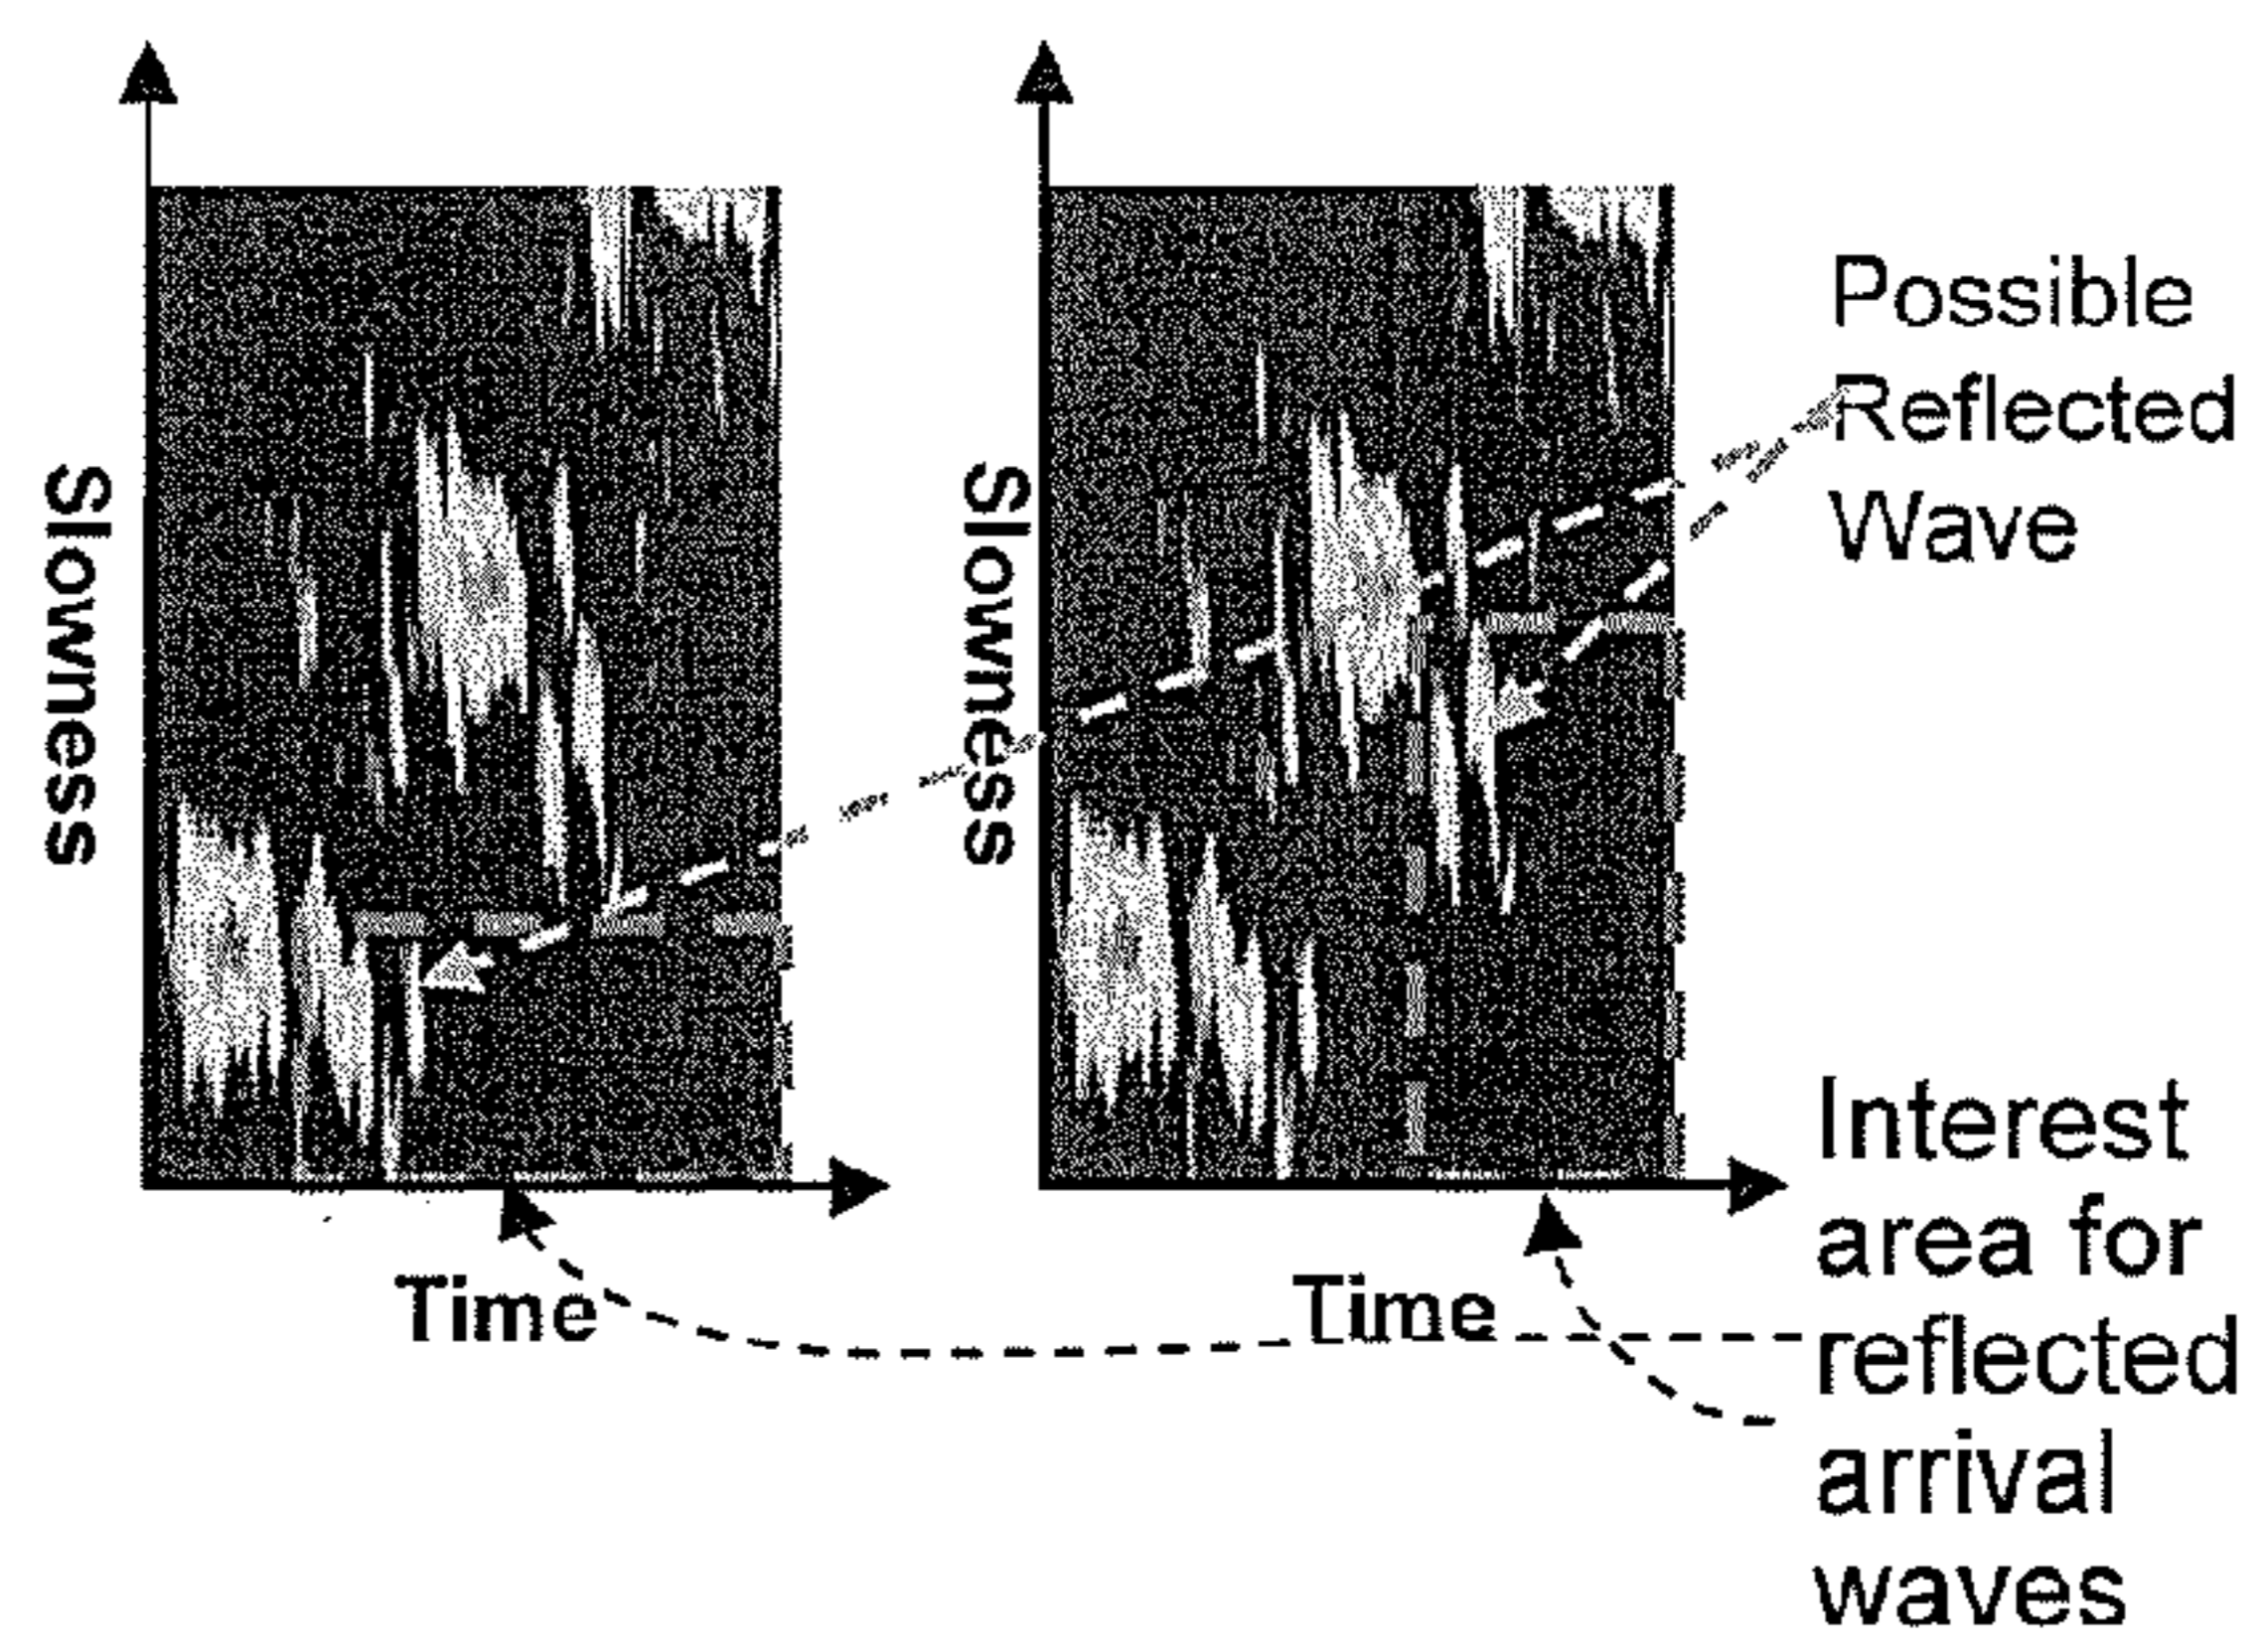 Slowness
Time
Slowness
Time
Possible
Reflected
Wave
Interest
area for
reflected
arrival
waves